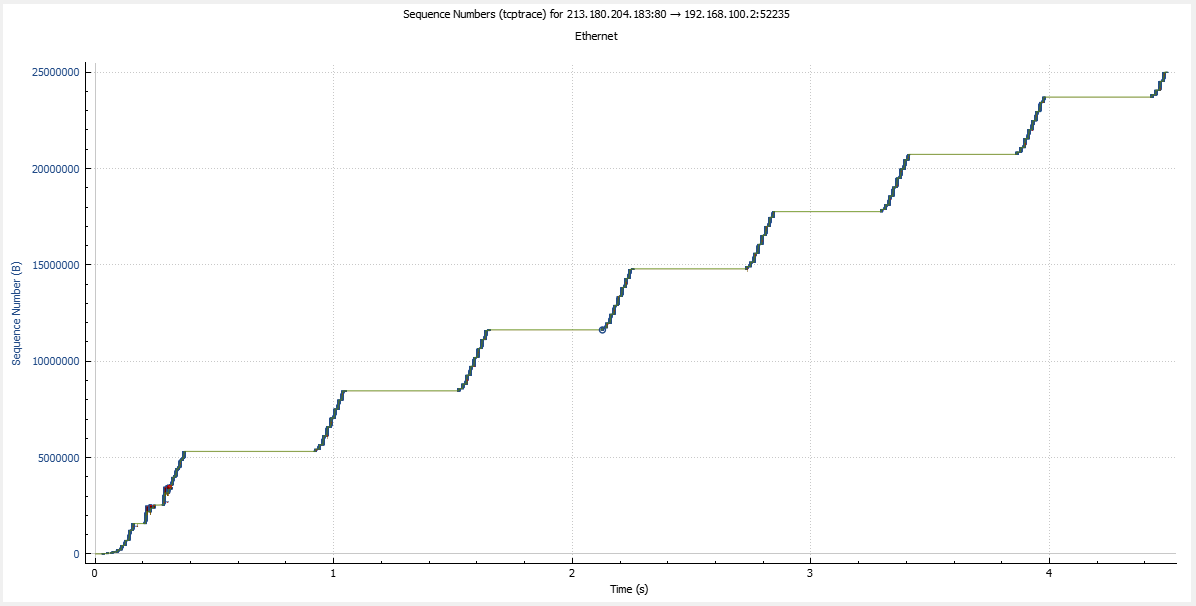 Sequence Numbers (tcptrace) for 213.180.204.183:80 → 192.168.100.2:52235
Ethernet
25000000
20000000
15000000
10000000
5000000
0
Sequence Number (B)
0 1 2 3 4
Time (s)